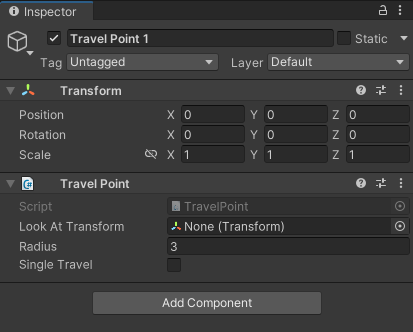 Inspector
Travel Point 1
Static
Tag Untagged Layer Default
Transform
Position X 0 Y 0 Z 0
Rotation X 0 Y 0 Z 0
Scale X 1 Y 1 Z 1
Travel Point
Script TravelPoint
Look At Transform None (Transform)
Radius 3
Single Travel
Add Component